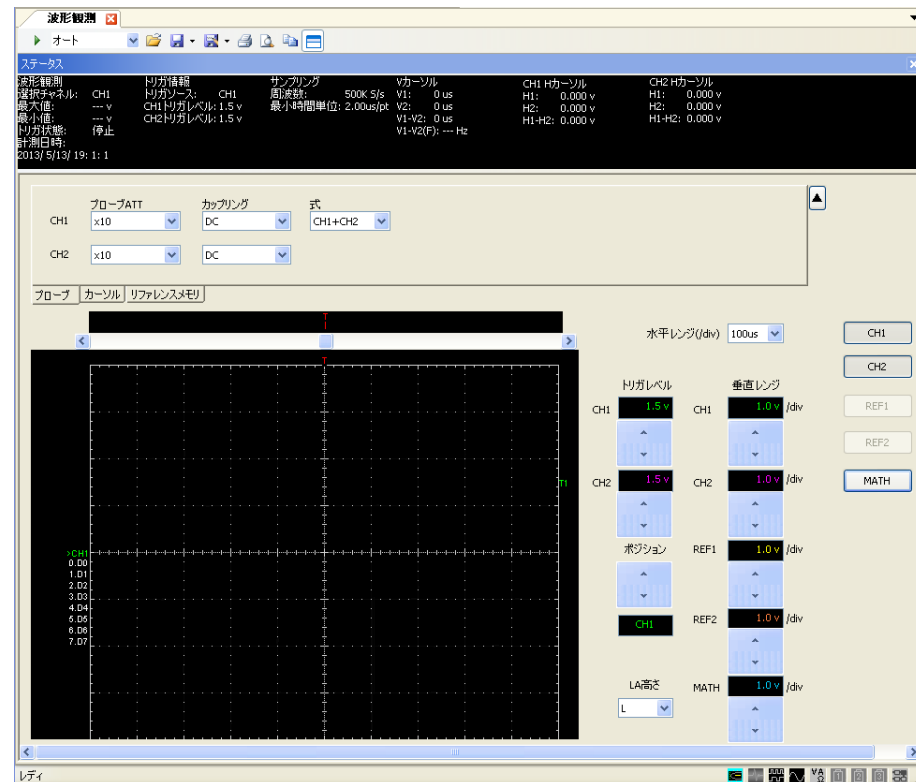 波形観測
オート
ステータス
波形観測 トリガ情報 サンプリング Vカーソル CH1 Hカーソル CH2 Hカーソル
選択チャネル: CH1 トリガソース: CH1 周波数: 500K S/s V1: 0 us H1: 0.000 v H1: 0.000 v
最大値: --- v CH1トリガレベル: 1.5 v 最小時間単位: 2.00us/pt V2: 0 us H2: 0.000 v H2: 0.000 v
最小値: --- v CH2トリガレベル: 1.5 v V1-V2: 0 us H1-H2: 0.000 v H1-H2: 0.000 v
トリガ状態: 停止 V1-V2(F): --- Hz
計測日時:
2013/ 5/13/ 19: 1: 1
プローブATT カップリング 式
CH1 x10 DC CH1+CH2
CH2 x10 DC
プローブ カーソル リファレンスメモリ
T
水平レンジ(/div) 100us CH1
T
CH2
トリガレベル 垂直レンジ
CH1 1.5 v CH1 1.0 v /div REF1
REF2
T1 CH2 1.5 v CH2 1.0 v /div MATH
>CH1 ポジション REF1 1.0 v /div
0.D0
1.D1
2.D2
3.D3
4.D4
5.D5
6.D6
7.D7
CH1 REF2 1.0 v /div
LA高さ MATH 1.0 v /div
L
レディ